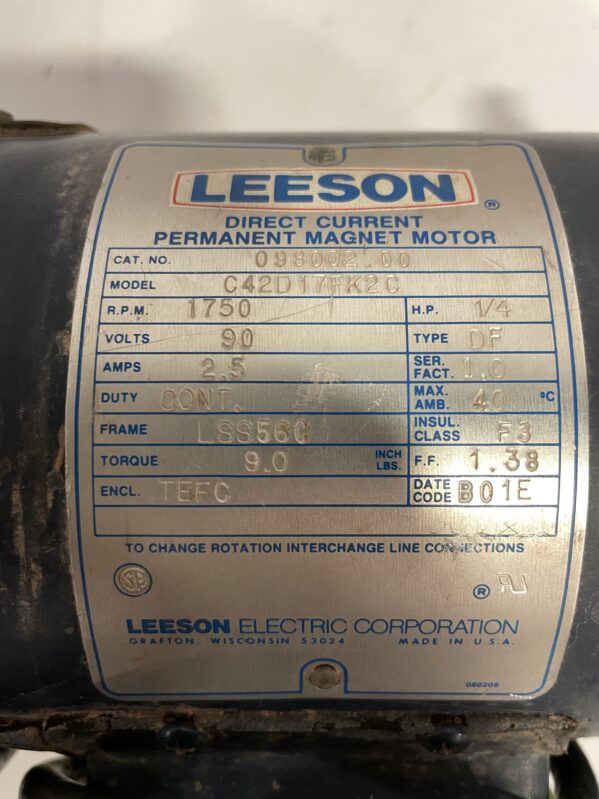 LEESON ®
DIRECT CURRENT
PERMANENT MAGNET MOTOR
CAT. NO. 098002.00
MODEL C42D17FK2C
R.P.M. 1750 H.P. 1/4
VOLTS 90 TYPE DF
AMPS 2.5 SER. FACT. 1.0
DUTY CONT. MAX. AMB. 40 °C
FRAME LSS56C INSUL. CLASS F3
TORQUE 9.0 INCH LBS. F.F. 1.38
ENCL. TEFC DATE CODE B01E
TO CHANGE ROTATION INTERCHANGE LINE CONNECTIONS
SA ® RU
LEESON ELECTRIC CORPORATION
GRAFTON, WISCONSIN 53024 MADE IN U.S.A.
080209